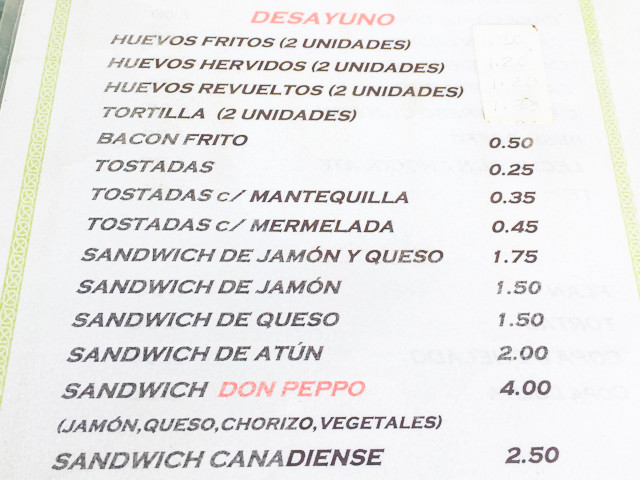 DESAYUNO
HUEVOS FRITOS (2 UNIDADES)
HUEVOS HERVIDOS (2 UNIDADES)
HUEVOS REVUELTOS (2 UNIDADES)
TORTILLA (2 UNIDADES)
BACON FRITO 0.50
TOSTADAS 0.25
TOSTADAS c/ MANTEQUILLA 0.35
TOSTADAS c/ MERMELADA 0.45
SANDWICH DE JAMÓN Y QUESO 1.75
SANDWICH DE JAMÓN 1.50
SANDWICH DE QUESO 1.50
SANDWICH DE ATÚN 2.00
SANDWICH DON PEPPO 4.00
(JAMÓN,QUESO,CHORIZO,VEGETALES)
SANDWICH CANADIENSE 2.50